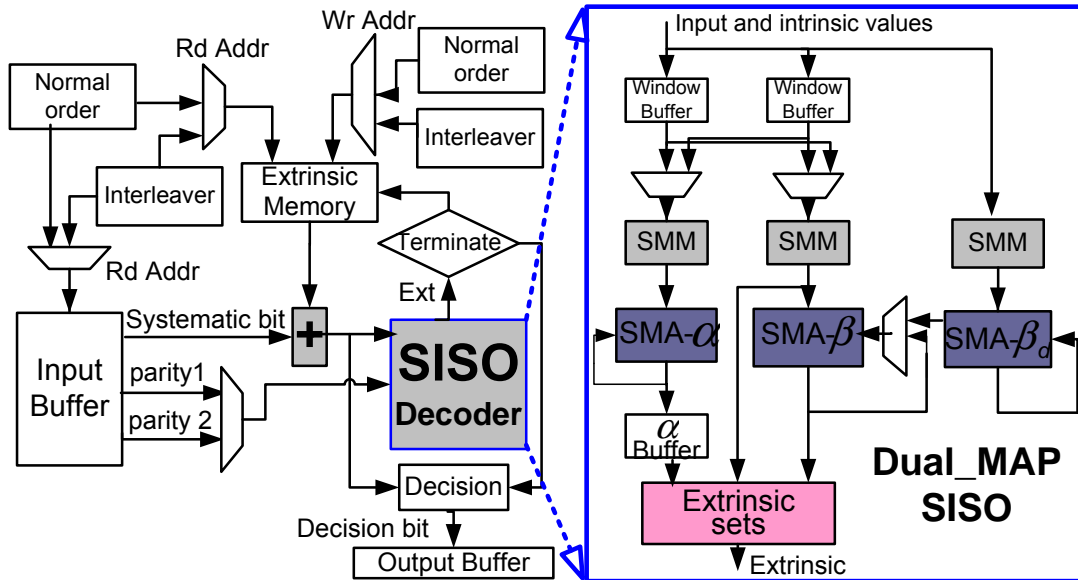 Wr Addr
Rd Addr
Normal
order
Normal
order
Interleaver
Interleaver
Extrinsic
Memory
Terminate
Rd Addr
Ext
Systematic bit
+
Input
Buffer
parity1
parity 2
SISO
Decoder
Decision
Decision bit
Output Buffer
Input and intrinsic values
Window
Buffer
Window
Buffer
SMM
SMM
SMM
SMA-α
SMA-β
SMA-βd
α
Buffer
Dual_MAP
SISO
Extrinsic
sets
Extrinsic